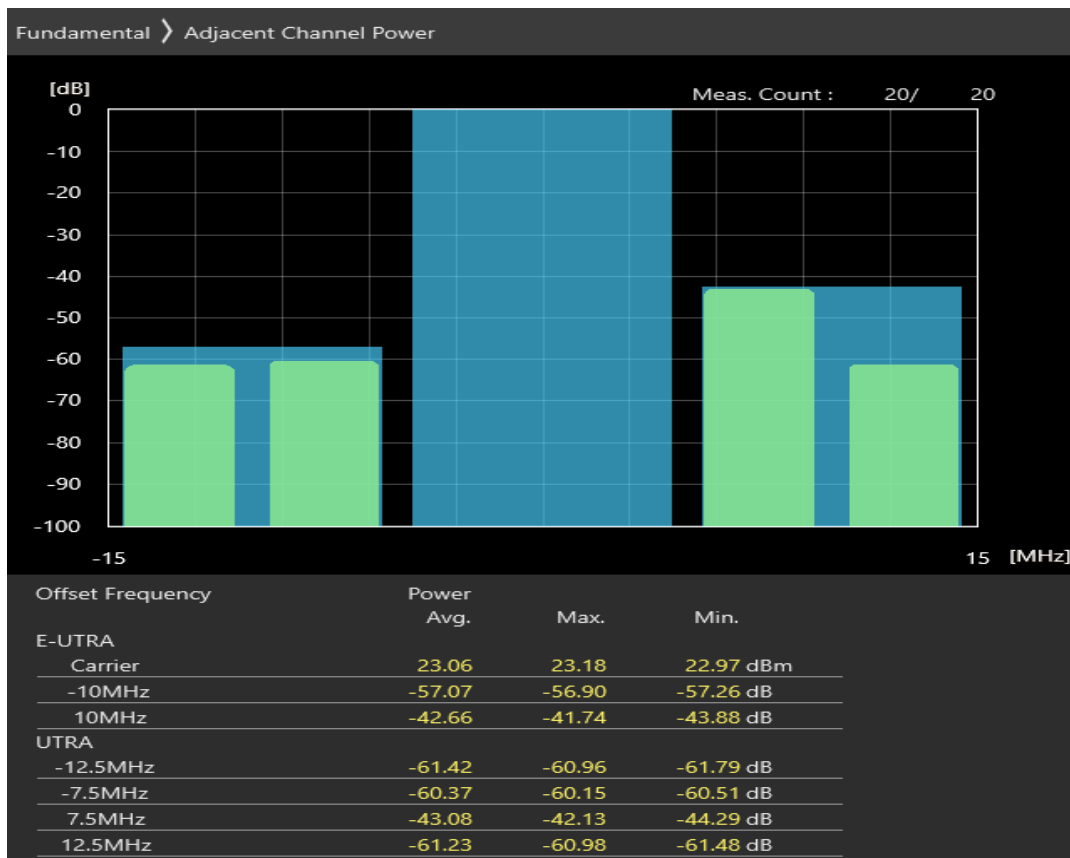 Fundamental 〉 Adjacent Channel Power
[dB]
Meas. Count : 20/ 20
0
-10
-20
-30
-40
-50
-60
-70
-80
-90
-100
-15 15 [MHz]
Offset Frequency Power
Avg. Max. Min.
E-UTRA
Carrier 23.06 23.18 22.97 dBm
-10MHz -57.07 -56.90 -57.26 dB
10MHz -42.66 -41.74 -43.88 dB
UTRA
-12.5MHz -61.42 -60.96 -61.79 dB
-7.5MHz -60.37 -60.15 -60.51 dB
7.5MHz -43.08 -42.13 -44.29 dB
12.5MHz -61.23 -60.98 -61.48 dB